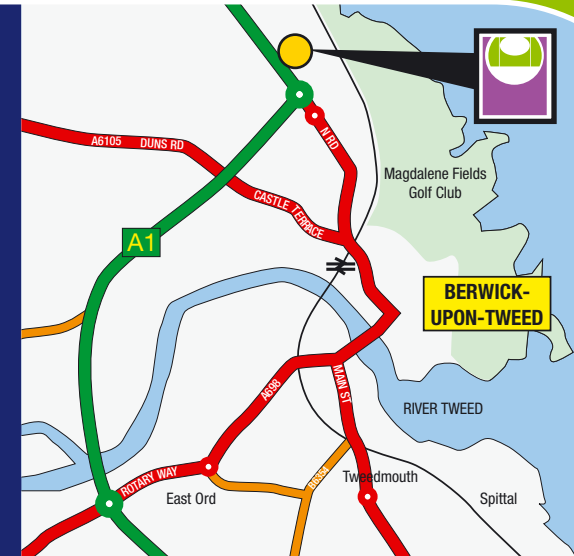 A6105 DUNS RD
N RD
CASTLE TERRACE
Magdalene Fields
Golf Club
A1
BERWICK-
UPON-TWEED
A698
MAIN ST
RIVER TWEED
ROTARY WAY
B6354
Tweedmouth
East Ord
Spittal